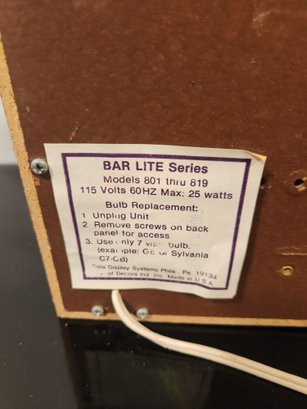 BAR LITE Series
Models 801 thru 819
115 Volts 60HZ Max: 25 watts
Bulb Replacement:
1 Unplug Unit
2 Remove screws on back
panel for access
3. Use only 7 watt bulb.
(example: GE or Sylvania
C7-CB)
Display Systems Phila., Pa. 19134
of Decora Ind. Inc. Made in U.S.A.